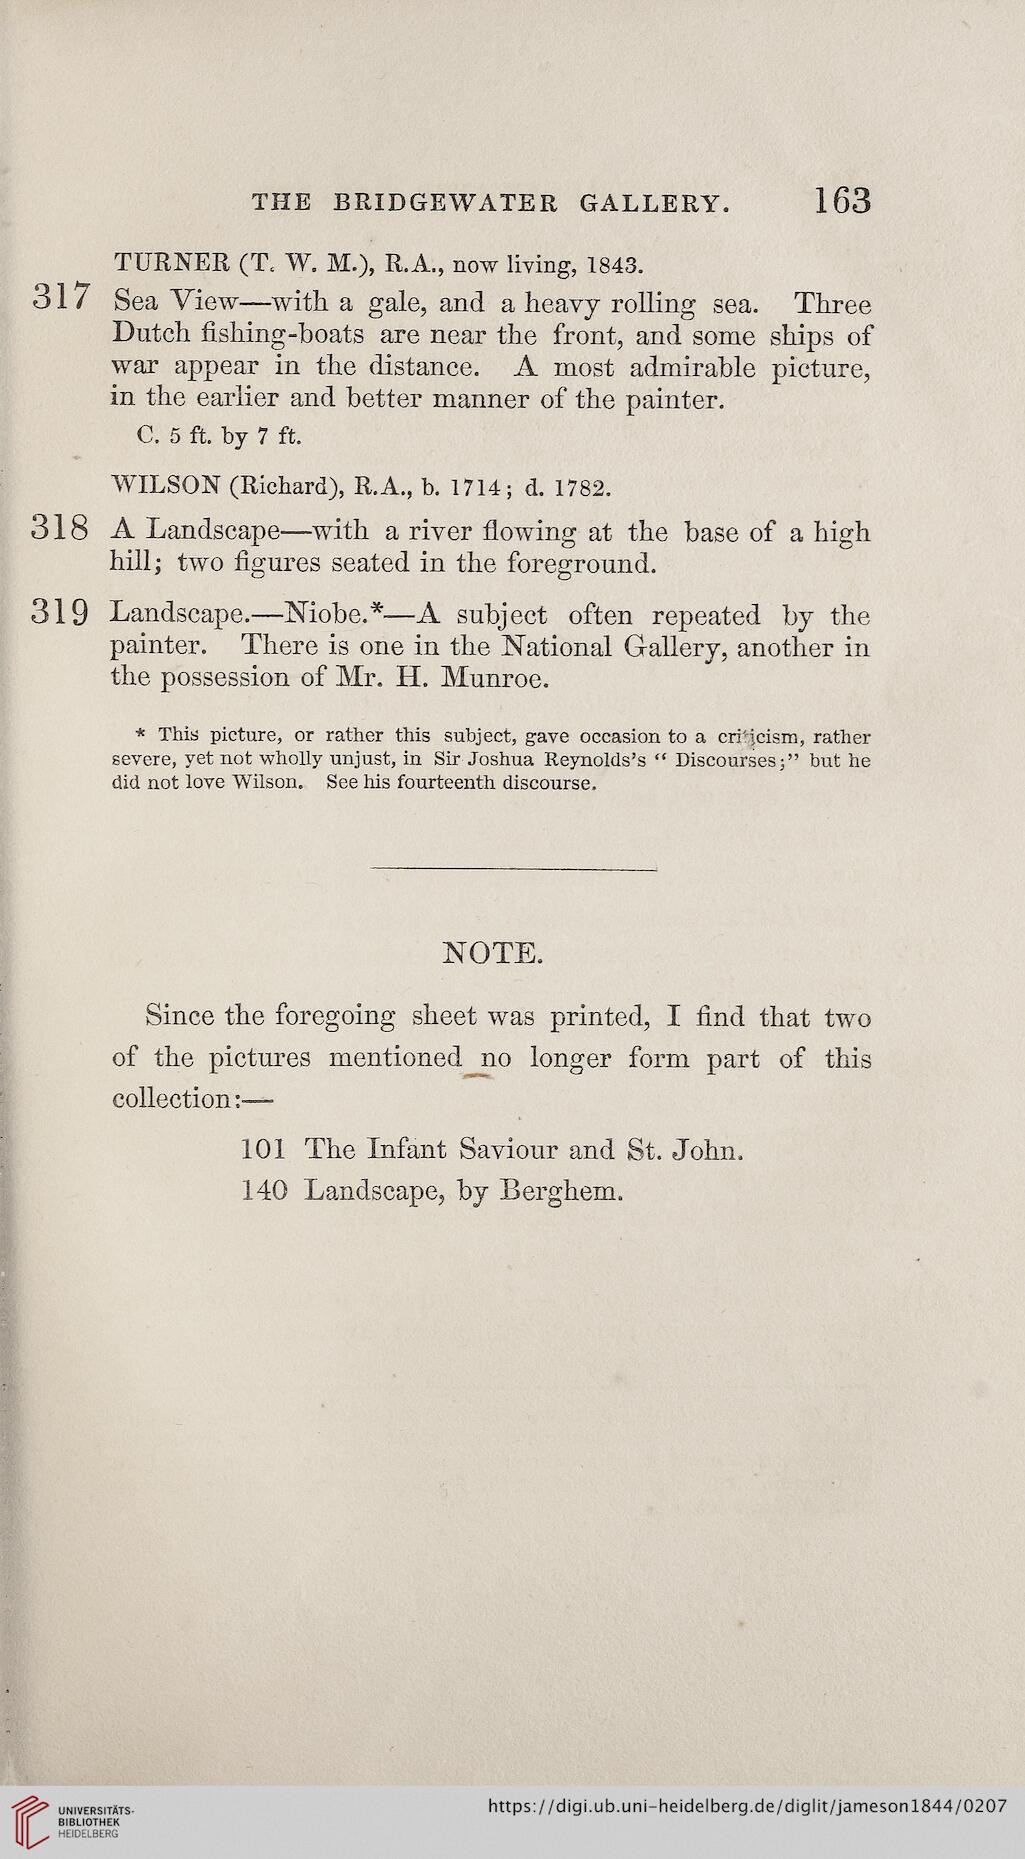 THE BRIDGEWATER GALLERY. 163
TURNER (T. W. M.), R.A., now living, 1843.
317 Sea View—with a gale, and a heavy rolling sea. Three
Dutch fishing-boats are near the front, and some ships of
war appear in the distance. A most admirable picture,
in the earlier and better manner of the painter.
C. 5 ft. by 7 ft.
WILSON (Richard), R.A., b. 1714; d. 1782.
318 A Landscape—with a river flowing at the base of a high
hill; two figures seated in the foreground.
319 Landscape.—Niobe.*—A subject often repeated by the
painter. There is one in the National Gallery, another in
the possession of Mr. H. Munroe.
* This picture, or rather this subject, gave occasion to a criticism, rather
severe, yet not wholly unjust, in Sir Joshua Reynolds's “ Discourses;” but he
did not love Wilson. See his fourteenth discourse.
NOTE.
Since the foregoing sheet was printed, I find that two
of the pictures mentioned no longer form part of this
collection:—
101 The Infant Saviour and St. John.
140 Landscape, by Berghem.
UNIVERSITÄTS-
BIBLIOTHEK
HEIDELBERG
https://digi.ub.uni-heidelberg.de/diglit/jameson1844/0207